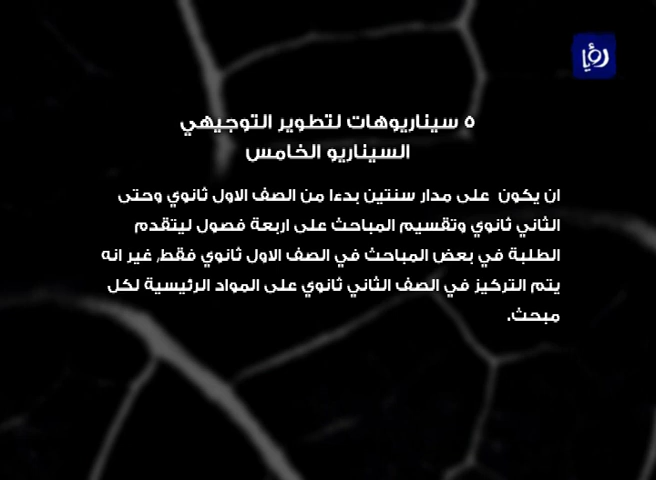 رؤيا
٥ سيناريوهات لتطوير التوجيهي
السيناريو الخامس
ان يكون على مدار سنتين بدءا من الصف الاول ثانوي وحتى
الثاني ثانوي وتقسيم المباحث على اربعة فصول ليتقدم
الطلبة في بعض المباحث في الصف الاول ثانوي فقط, غير انه
يتم التركيز في الصف الثاني ثانوي على المواد الرئيسية لكل
مبحث.